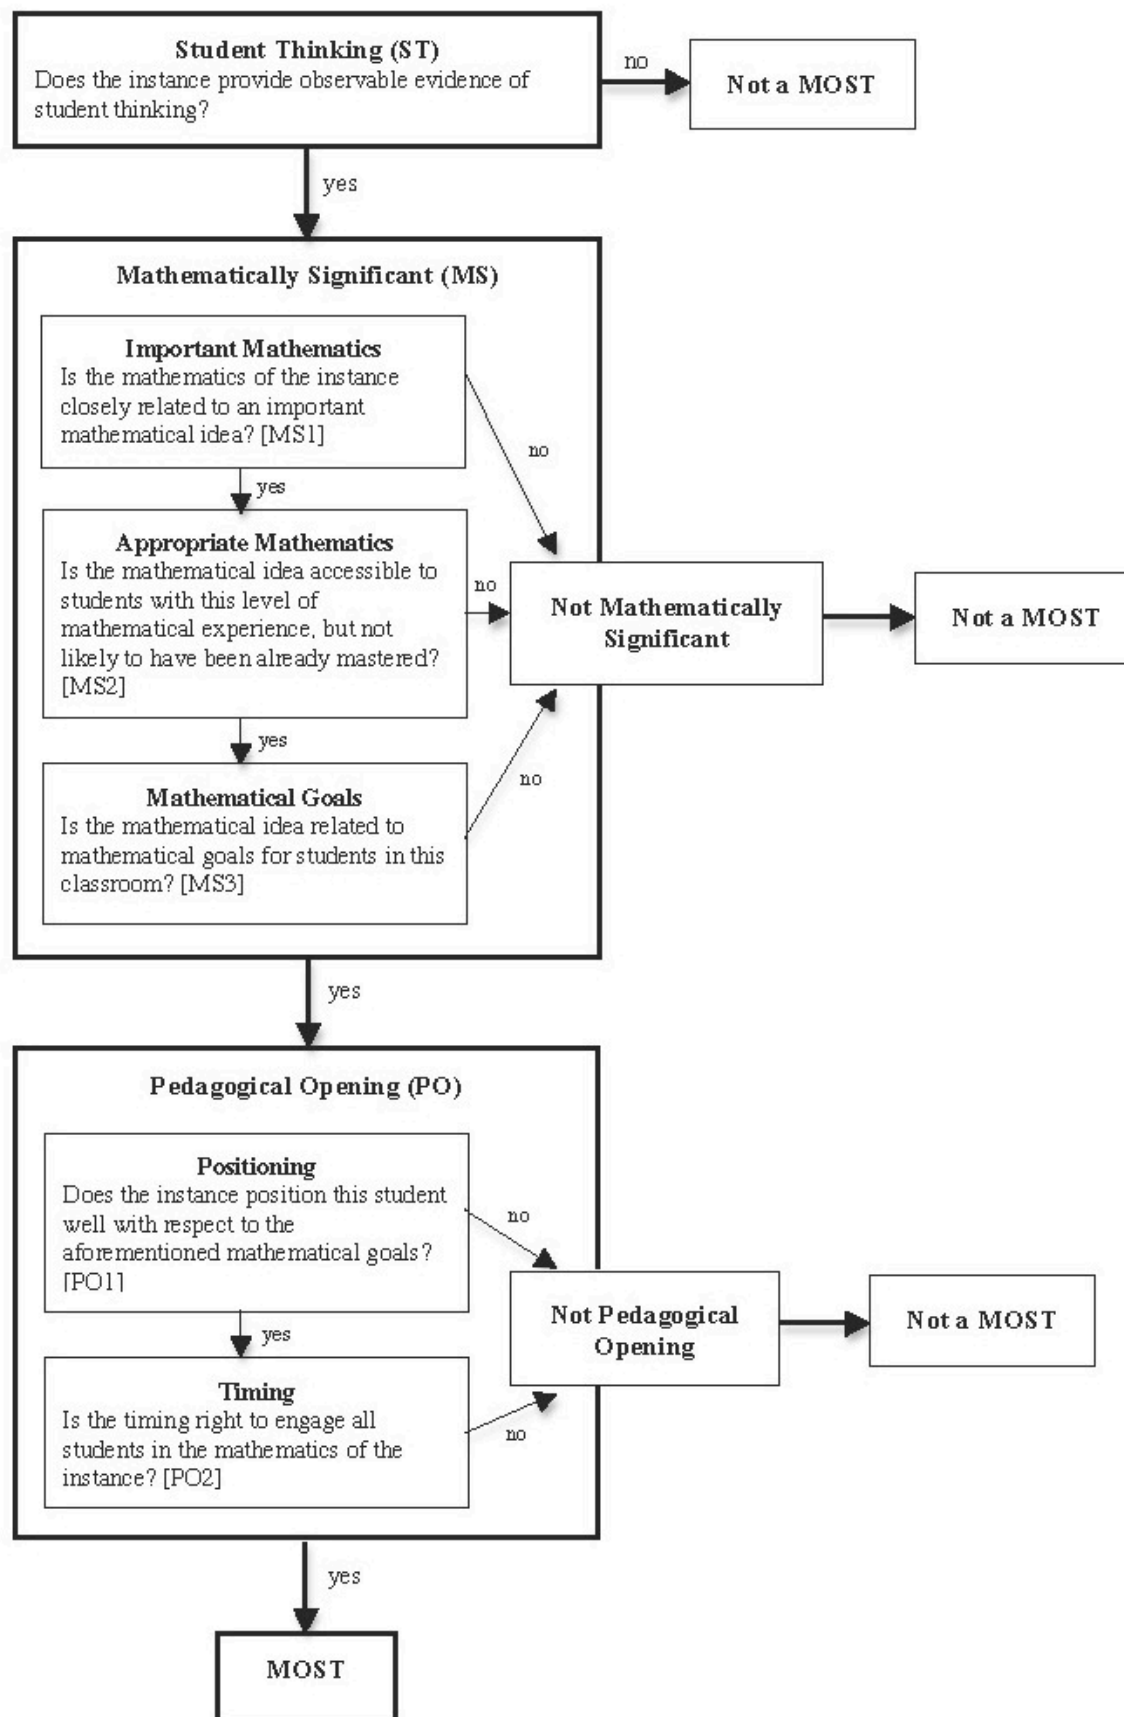 Student Thinking (ST)
Does the instance provide observable evidence of
student thinking?
no
Not a MOST
yes
Mathematically Significant (MS)
Important Mathematics
Is the mathematics of the instance
closely related to an important
mathematical idea? [MS1]
no
yes
Appropriate Mathematics
Is the mathematical idea accessible to
students with this level of
mathematical experience, but not
likely to have been already mastered?
[MS2]
no
Not Mathematically
Significant
Not a MOST
yes
Mathematical Goals
Is the mathematical idea related to
mathematical goals for students in this
classroom? [MS3]
no
yes
Pedagogical Opening (PO)
Positioning
Does the instance position this student
well with respect to the
aforementioned mathematical goals?
[PO1]
no
Not Pedagogical
Opening
Not a MOST
yes
Timing
Is the timing right to engage all
students in the mathematics of the
instance? [PO2]
no
yes
MOST